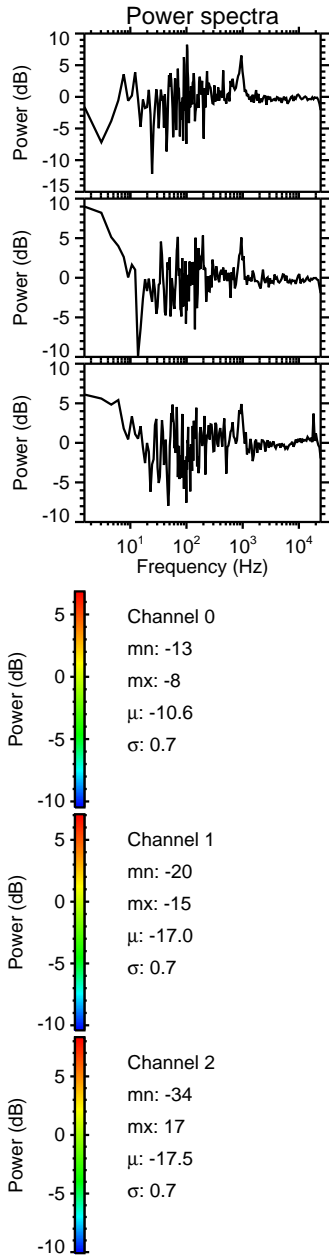 Power spectra
10
5
0
-5
-10
-15
Power (dB)
10
5
0
-5
-10
Power (dB)
10
5
0
-5
-10
Power (dB)
10^1 10^2 10^3 10^4
Frequency (Hz)
5
0
-5
-10
Power (dB)
Channel 0
mn: -13
mx: -8
μ: -10.6
σ: 0.7
5
0
-5
-10
Power (dB)
Channel 1
mn: -20
mx: -15
μ: -17.0
σ: 0.7
5
0
-5
-10
Power (dB)
Channel 2
mn: -34
mx: 17
μ: -17.5
σ: 0.7